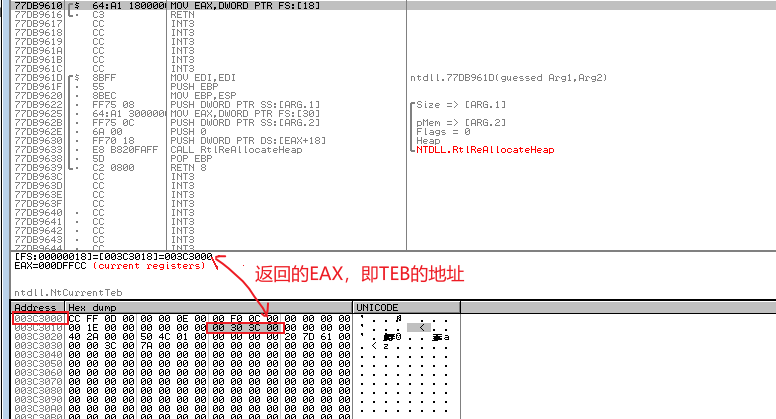 77DB9610 $ 64:A1 1800000 MOV EAX,DWORD PTR FS:[18]
77DB9616 . C3 RETN
77DB9617 CC INT3
77DB9618 CC INT3
77DB9619 CC INT3
77DB961A CC INT3
77DB961B CC INT3
77DB961C CC INT3
77DB961D $ 8BFF MOV EDI,EDI ntdll.77DB961D(guessed Arg1,Arg2)
77DB961F . 55 PUSH EBP
77DB9620 . 8BEC MOV EBP,ESP
77DB9622 . FF75 08 PUSH DWORD PTR SS:[ARG.1] Size => [ARG.1]
77DB9625 . 64:A1 3000000 MOV EAX,DWORD PTR FS:[30]
77DB962B . FF75 0C PUSH DWORD PTR SS:[ARG.2] pMem => [ARG.2]
77DB962E . 6A 00 PUSH 0 Flags = 0
77DB9630 . FF70 18 PUSH DWORD PTR DS:[EAX+18] Heap
77DB9633 . E8 B820FAFF CALL RtlReAllocateHeap NTDLL.RtlReAllocateHeap
77DB9638 . 5D POP EBP
77DB9639 . C2 0800 RETN 8
77DB963C CC INT3
77DB963D CC INT3
77DB963E CC INT3
77DB963F CC INT3
77DB9640 . CC INT3
77DB9641 . CC INT3
77DB9642 . CC INT3
77DB9643 . CC INT3
77DB9644 . CC INT3
[FS:00000018]=[003C3018]=003C3000
EAX=000DFFCC (current registers)
返回的EAX，即TEB的地址
ntdll.NtCurrentTeb
Address Hex dump UNICODE
003C3000 CC FF 0D 00 00 00 0E 00 00 F0 0C 00 00 00 00 00
003C3010 00 1E 00 00 00 00 00 00 00 30 3C 00 00 00 00 00
003C3020 40 2A 00 00 50 4C 01 00 00 00 00 00 20 7D 61 00
003C3030 00 00 3C 00 7A 00 00 00 00 00 00 00 00 00 00 00
003C3040 00 00 00 00 00 00 00 00 00 00 00 00 00 00 00 00
003C3050 00 00 00 00 00 00 00 00 00 00 00 00 00 00 00 00
003C3060 00 00 00 00 00 00 00 00 00 00 00 00 00 00 00 00
003C3070 00 00 00 00 00 00 00 00 00 00 00 00 00 00 00 00
003C3080 00 00 00 00 00 00 00 00 00 00 00 00 00 00 00 00
003C3090 00 00 00 00 00 00 00 00 00 00 00 00 00 00 00 00
003C30A0 00 00 00 00 00 00 00 00 00 00 00 00 00 00 00 00